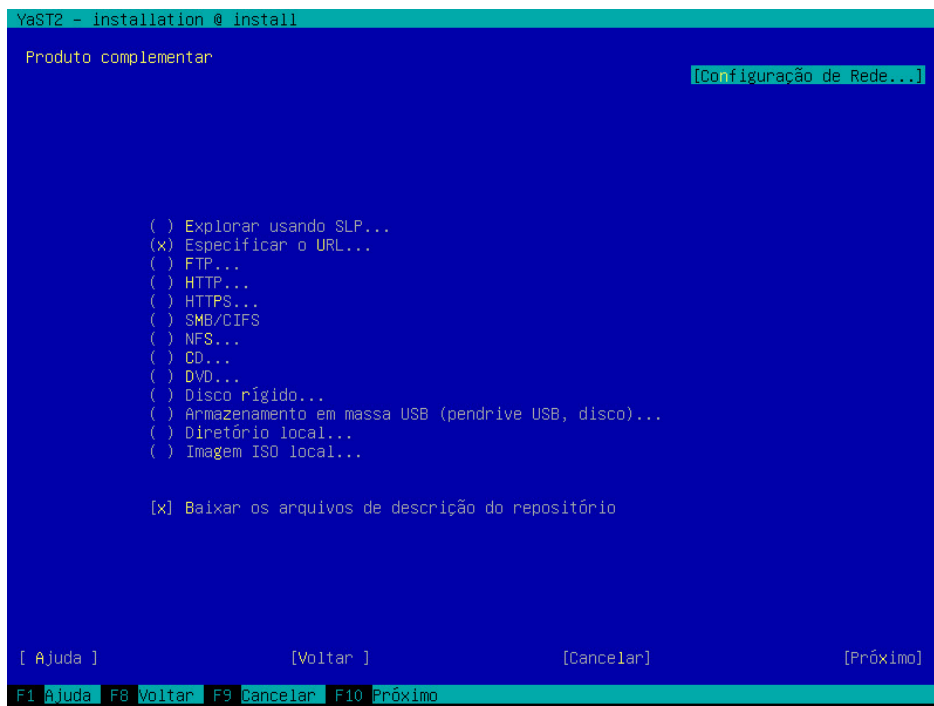 YaST2 - installation @ install
Produto complementar
[Configuração de Rede...]
( ) Explorar usando SLP...
(x) Especificar o URL...
( ) FTP...
( ) HTTP...
( ) HTTPS...
( ) SMB/CIFS
( ) NFS...
( ) CD...
( ) DVD...
( ) Disco rígido...
( ) Armazenamento em massa USB (pendrive USB, disco)...
( ) Diretório local...
( ) Imagem ISO local...
[x] Baixar os arquivos de descrição do repositório
[ Ajuda ] [Voltar ] [Cancelar] [Próximo]
F1 Ajuda F8 Voltar F9 Cancelar F10 Próximo